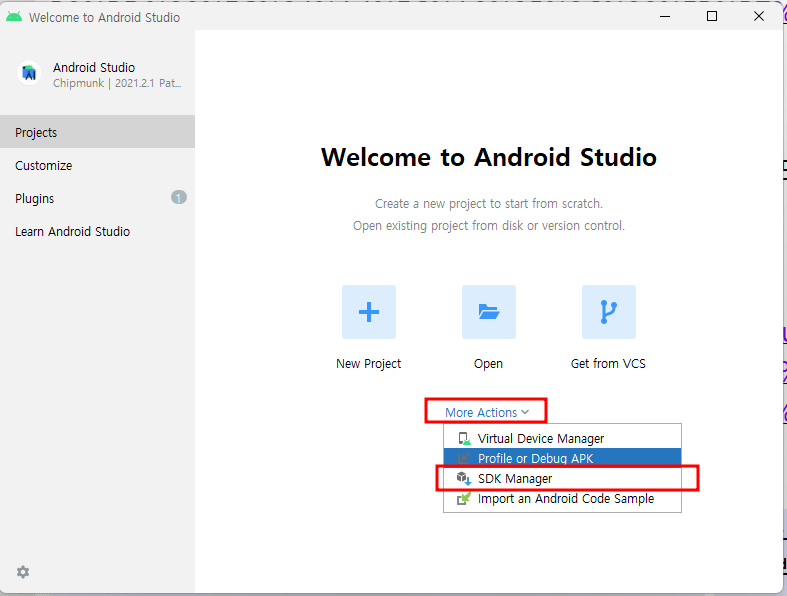 Welcome to Android Studio
Android Studio
Chipmunk | 2021.2.1 Pat...
Projects
Customize
Plugins
1
Learn Android Studio
Welcome to Android Studio
Create a new project to start from scratch.
Open existing project from disk or version control.
New Project
Open
Get from VCS
More Actions
Virtual Device Manager
Profile or Debug APK
SDK Manager
Import an Android Code Sample